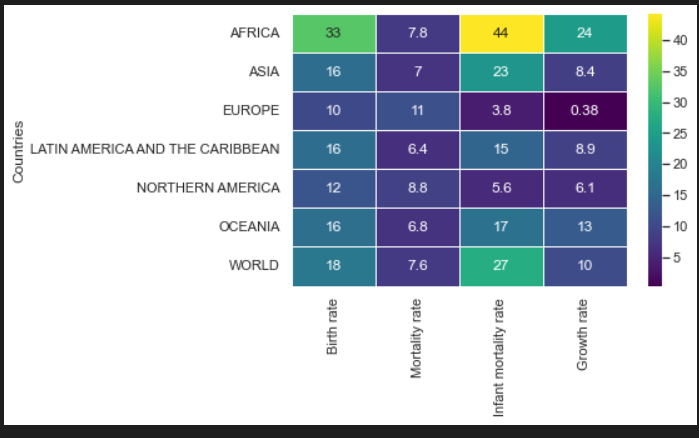 Countries
AFRICA 33 7.8 44 24
ASIA 16 7 23 8.4
EUROPE 10 11 3.8 0.38
LATIN AMERICA AND THE CARIBBEAN 16 6.4 15 8.9
NORTHERN AMERICA 12 8.8 5.6 6.1
OCEANIA 16 6.8 17 13
WORLD 18 7.6 27 10
Birth rate
Mortality rate
Infant mortality rate
Growth rate
40
35
30
25
20
15
10
5